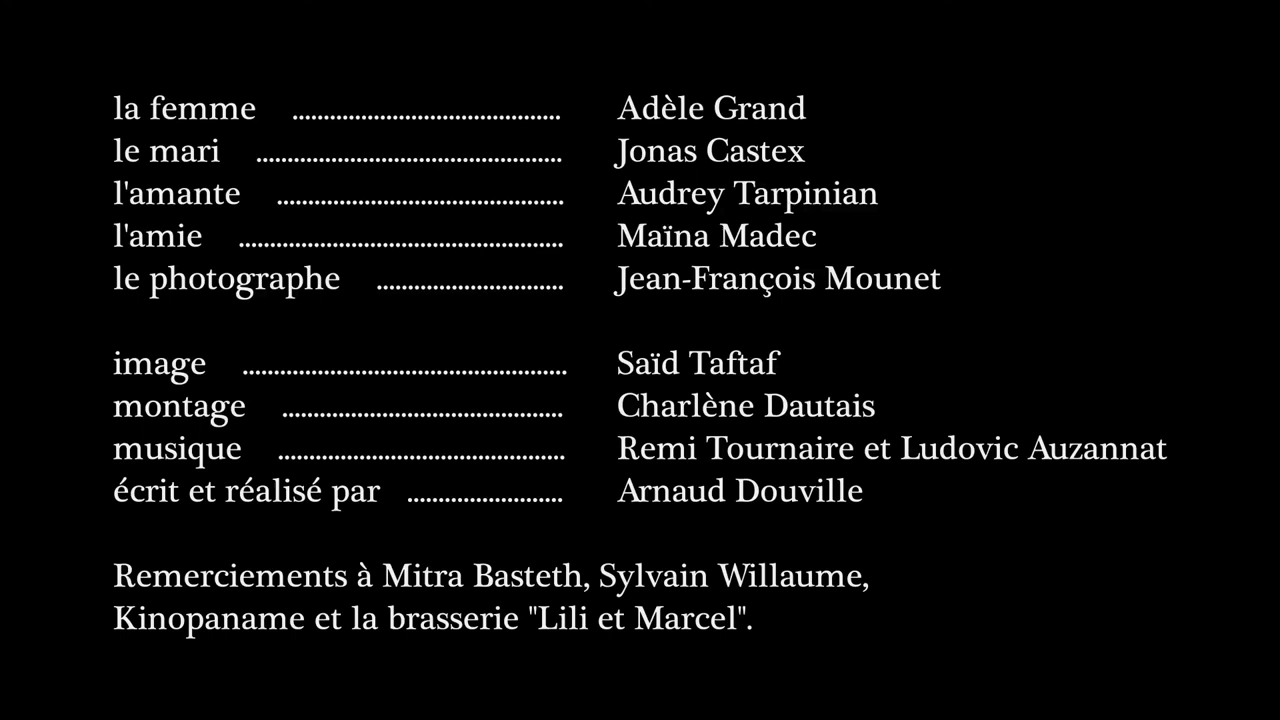 la femme ........................................... Adèle Grand
le mari ................................................. Jonas Castex
l'amante .............................................. Audrey Tarpinian
l'amie .................................................... Maïna Madec
le photographe .............................. Jean-François Mounet
image .................................................... Saïd Taftaf
montage ............................................. Charlène Dautais
musique .............................................. Remi Tournaire et Ludovic Auzannat
écrit et réalisé par ......................... Arnaud Douville
Remerciements à Mitra Basteth, Sylvain Willaume,
Kinopaname et la brasserie "Lili et Marcel".